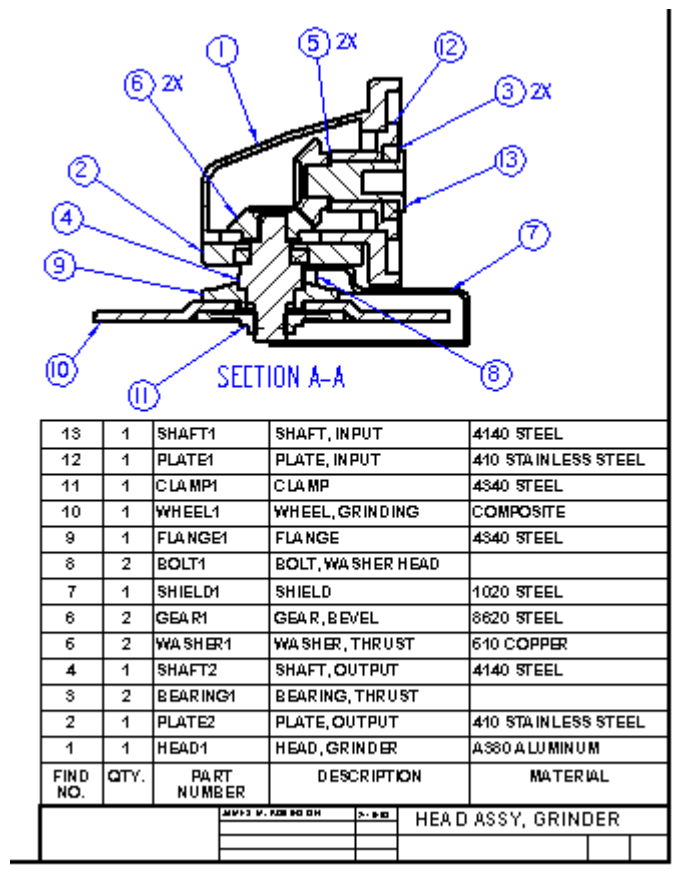 1
5 2X
12
6 2X
3 2X
13
2
4
7
9
10
11
8
SECTION A-A
13 1 SHAFT1 SHAFT, INPUT 4140 STEEL
12 1 PLATE1 PLATE, INPUT 410 STAINLESS STEEL
11 1 CLAMP1 CLAMP 4340 STEEL
10 1 WHEEL1 WHEEL, GRINDING COMPOSITE
9 1 FLANGE1 FLANGE 4340 STEEL
8 2 BOLT1 BOLT, WASHER HEAD
7 1 SHIELD1 SHIELD 1020 STEEL
6 2 GEAR1 GEAR, BEVEL 8620 STEEL
5 2 WASHER1 WASHER, THRUST 510 COPPER
4 1 SHAFT2 SHAFT, OUTPUT 4140 STEEL
3 2 BEARING1 BEARING, THRUST
2 1 PLATE2 PLATE, OUTPUT 410 STAINLESS STEEL
1 1 HEAD1 HEAD, GRINDER A380 ALUMINUM
FIND NO. QTY. PART NUMBER DESCRIPTION MATERIAL
HEAD ASSY, GRINDER